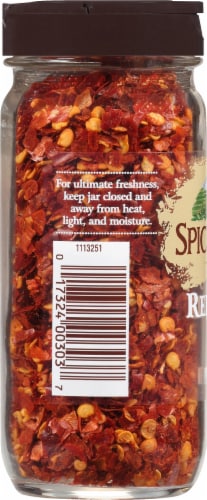 For ultimate freshness,
keep jar closed and
away from heat,
light, and moisture.
1113251
0 17324 00303 7
SPIC
RE